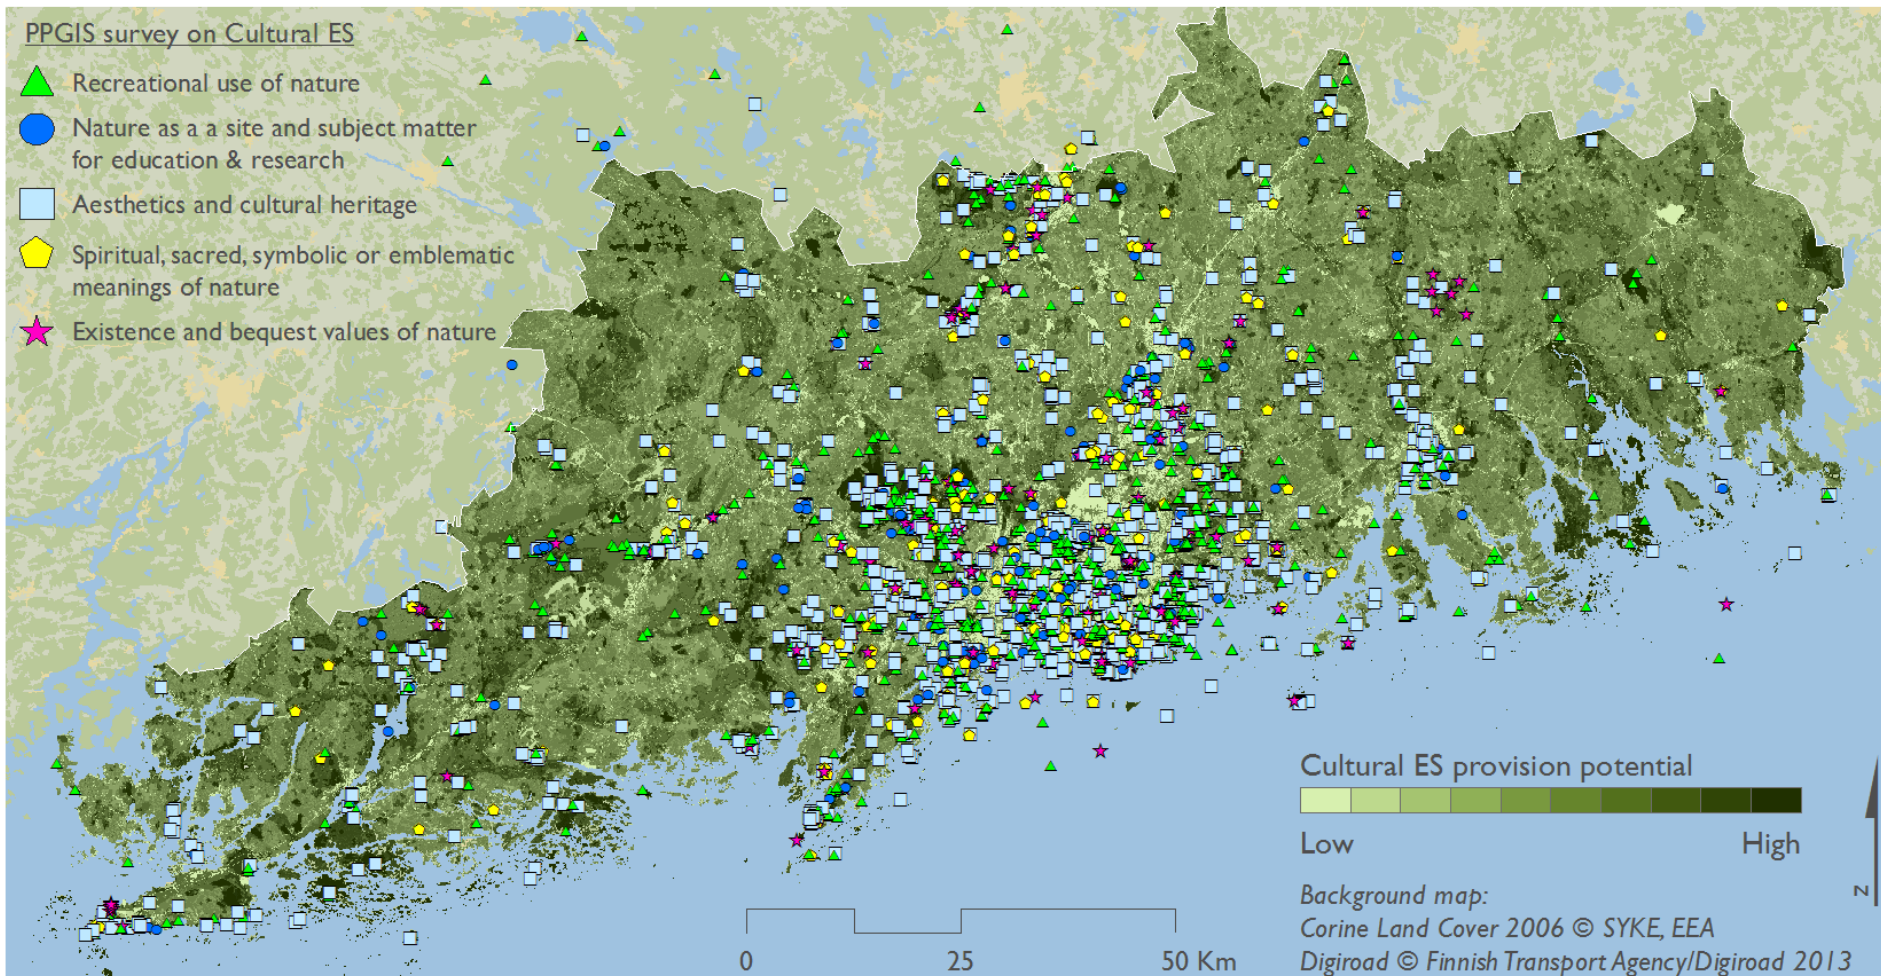 PPGIS survey on Cultural ES
Recreational use of nature
Nature as a a site and subject matter
for education & research
Aesthetics and cultural heritage
Spiritual, sacred, symbolic or emblematic
meanings of nature
Existence and bequest values of nature
Cultural ES provision potential
Low High
Background map:
Corine Land Cover 2006 © SYKE, EEA
Digiroad © Finnish Transport Agency/Digiroad 2013
0 25 50 Km
N